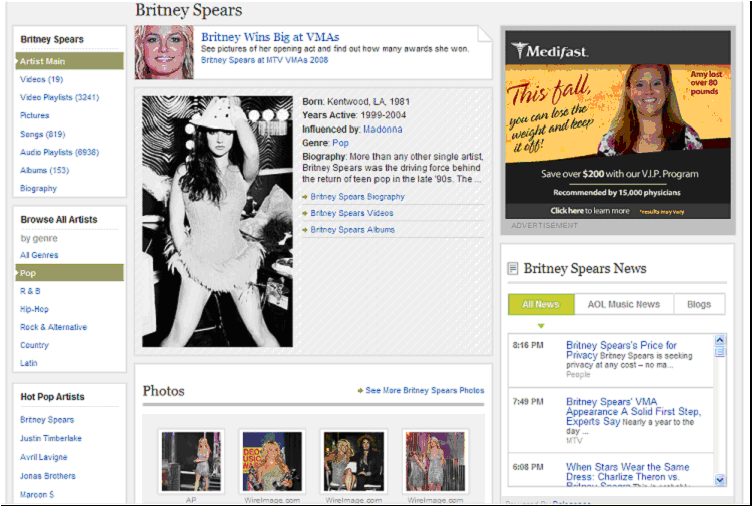 Britney Spears
Britney Spears
Artist Main
Videos (19)
Video Playlists (3241)
Pictures
Songs (819)
Audio Playlists (6936)
Albums (153)
Biography
Browse All Artists
by genre
All Genres
Pop
R & B
Hip-Hop
Rock & Alternative
Country
Latin
Hot Pop Artists
Britney Spears
Justin Timberlake
Avril Lavigne
Jonas Brothers
Maroon 5
Britney Wins Big at VMAs
See pictures of her opening act and find out how many awards she won.
Britney Spears at MTV VMAs 2008
Born: Kentwood, LA, 1981
Years Active: 1999-2004
Influenced by: Madonna
Genre: Pop
Biography: More than any other single artist,
Britney Spears was the driving force behind
the return of teen pop in the late '90s. The ...
Britney Spears Biography
Britney Spears Videos
Britney Spears Albums
Photos
See More Britney Spears Photos
AP
WireImage.com
WireImage.com
WireImage.com
Medifast
This fall,
you can lose the
weight and keep
it off!
Amy lost
over 80
pounds
Save over $200 with our V.I.P. Program
Recommended by 15,000 physicians
Click here to learn more *results may vary
ADVERTISEMENT
Britney Spears News
All News AOL Music News Blogs
8:16 PM Britney Spears's Price for
Privacy Britney Spears is seeking
privacy at any cost – no ma...
People
7:49 PM Britney Spears' VMA
Appearance A Solid First Step,
Experts Say Nearly a year to the
day ...
MTV
6:08 PM When Stars Wear the Same
Dress: Charlize Theron vs.